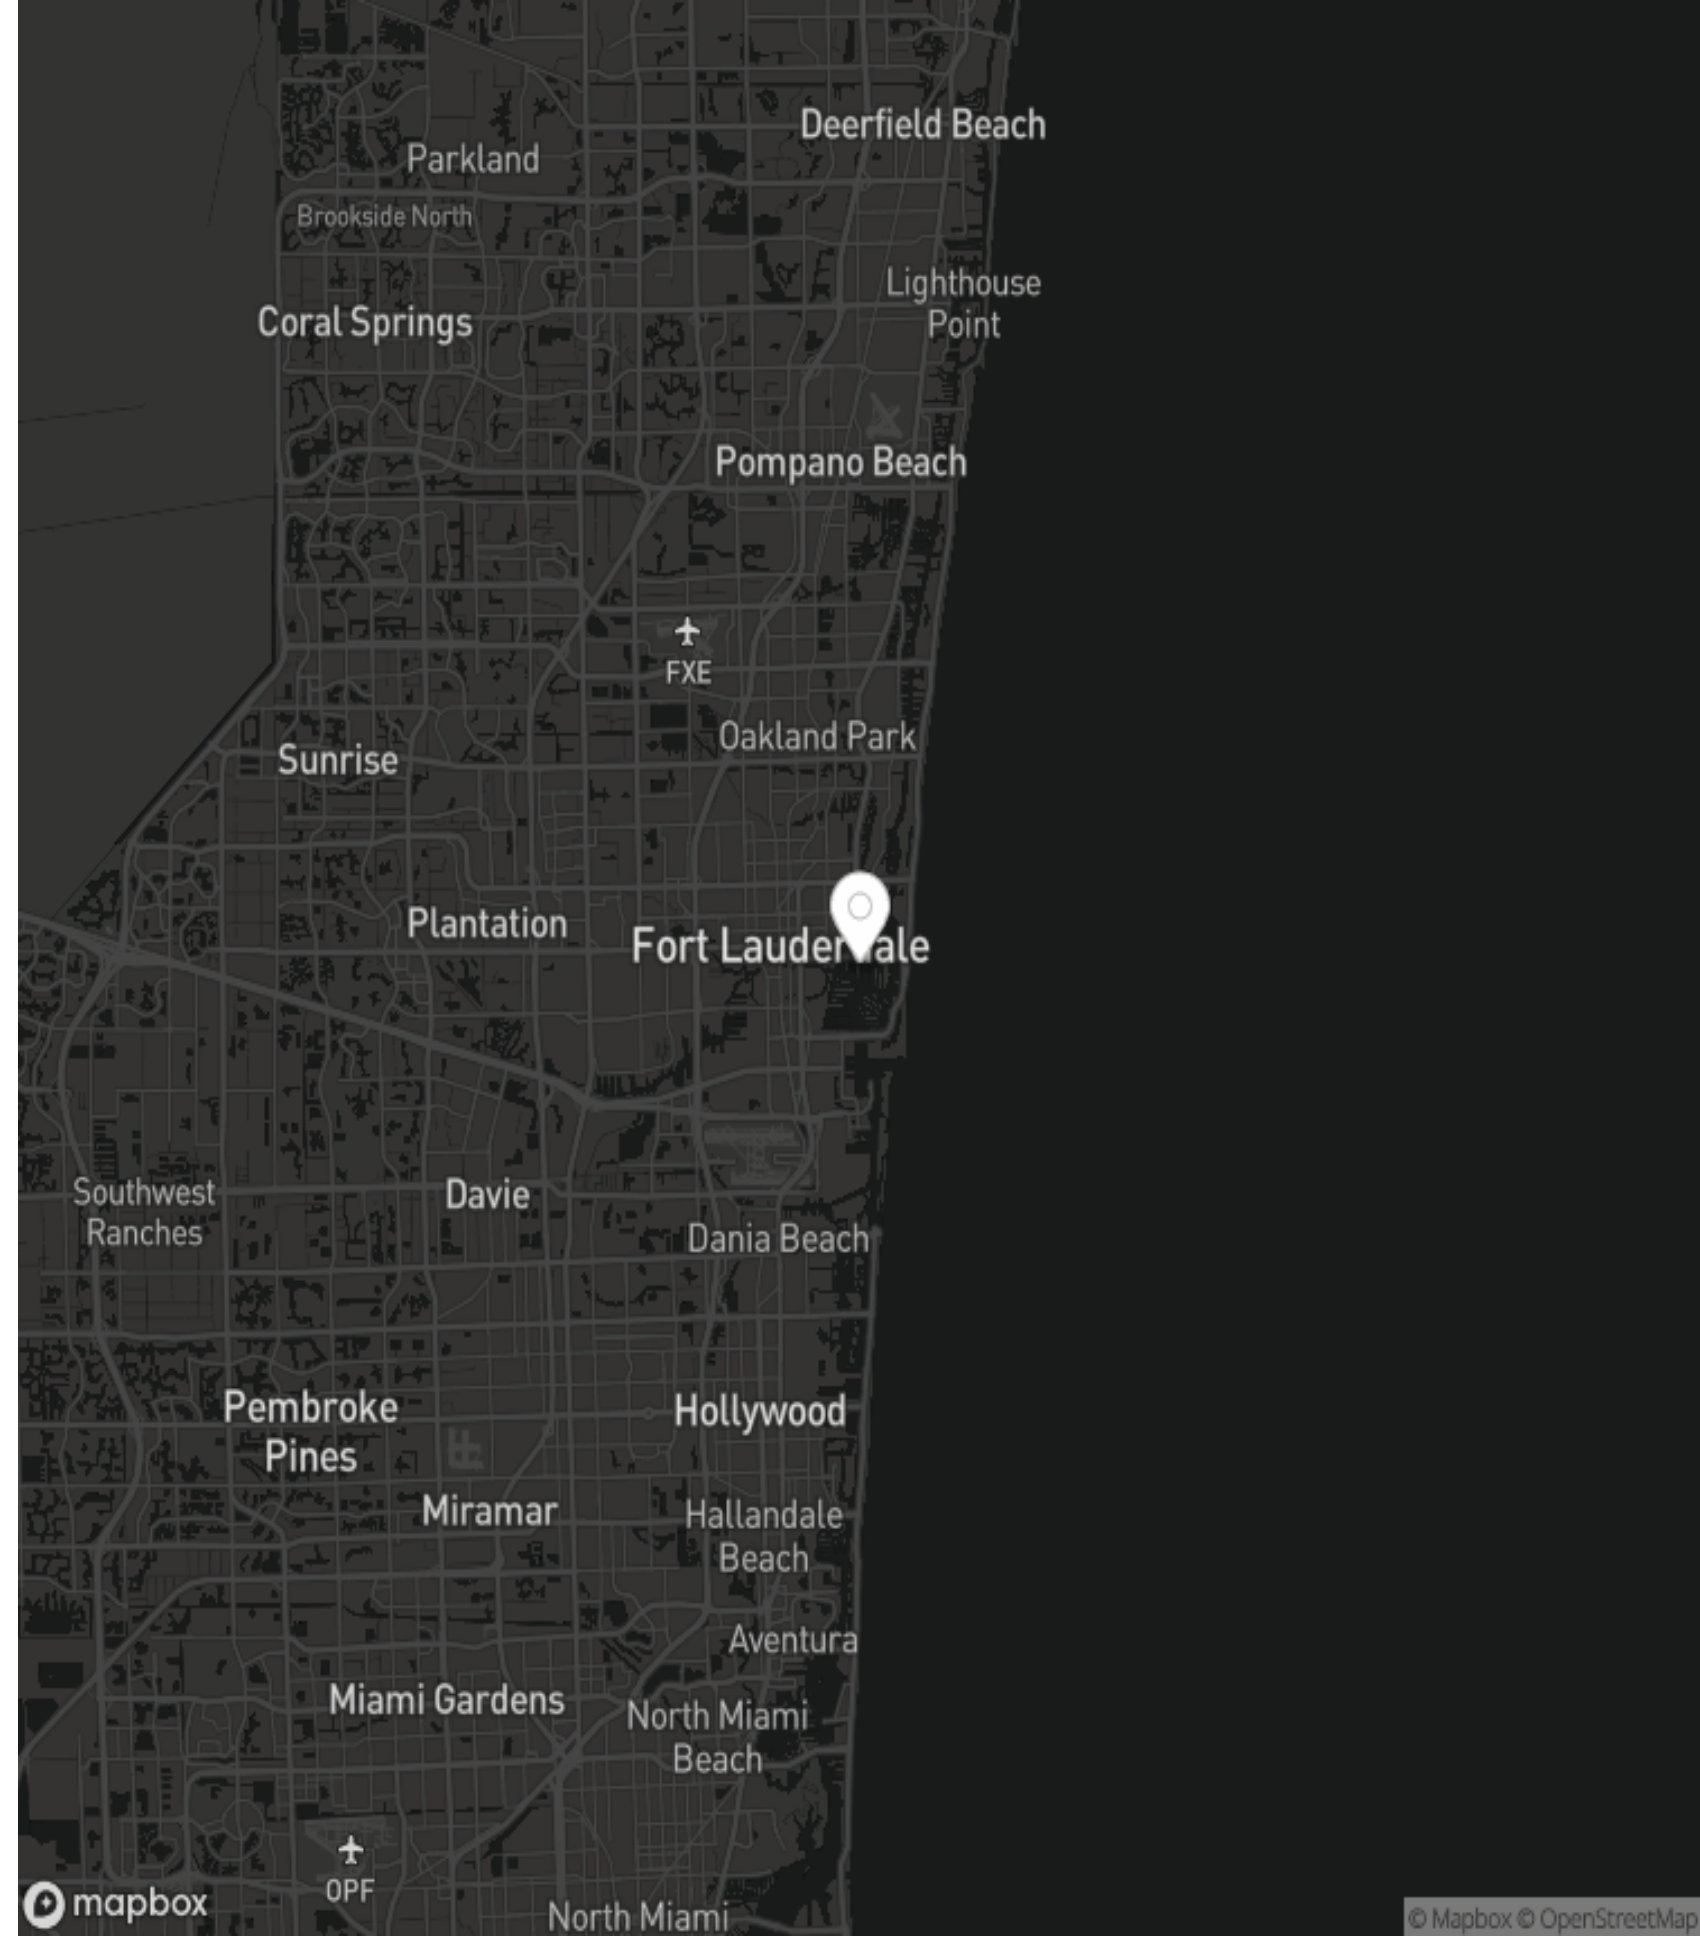 Deerfield Beach
Parkland
Brookside North
Lighthouse
Point
Coral Springs
Pompano Beach
FXE
Oakland Park
Sunrise
Plantation
Fort Lauderdale
Southwest
Ranches
Davie
Dania Beach
Pembroke
Pines
Hollywood
Miramar
Hallandale
Beach
Aventura
Miami Gardens
North Miami
Beach
OPF
mapbox
North Miami
© Mapbox © OpenStreetMap